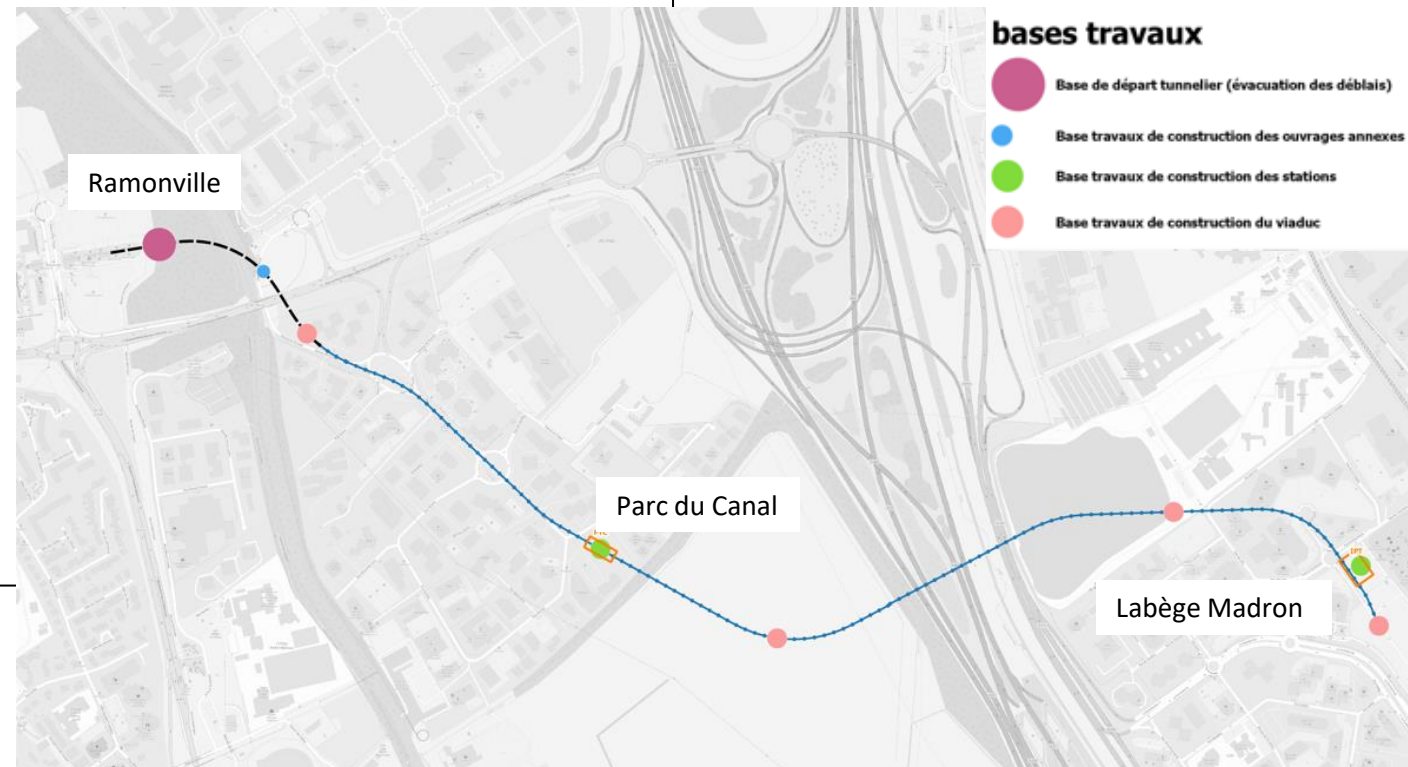 bases travaux
Base de départ tunnelier (évacuation des déblais)
Base travaux de construction des ouvrages annexes
Base travaux de construction des stations
Base travaux de construction du viaduc
Ramonville
Parc du Canal
Labège Madron